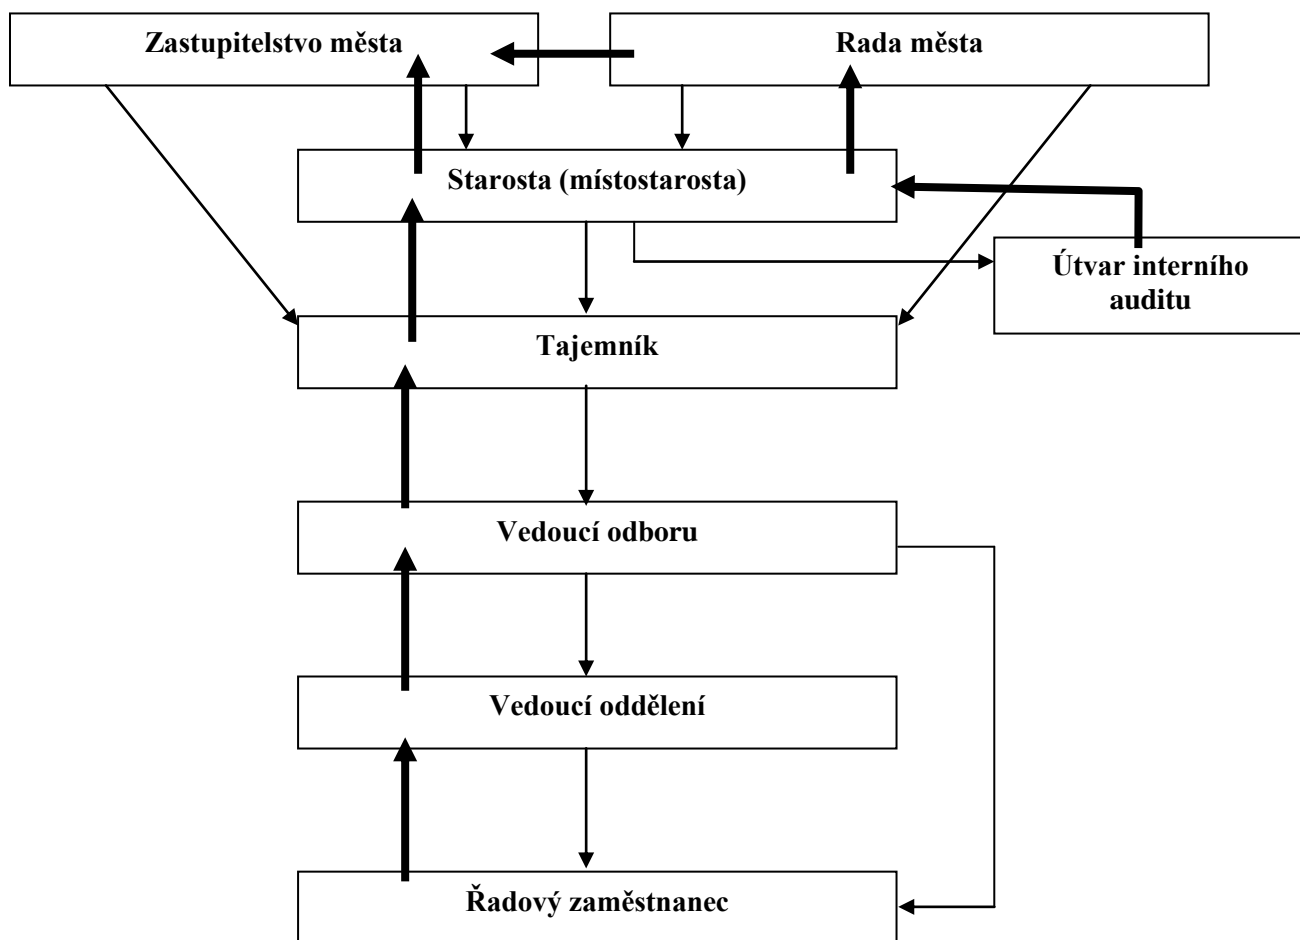 Zastupitelstvo města
Rada města
Starosta (místostarosta)
Útvar interního
auditu
Tajemník
Vedoucí odboru
Vedoucí oddělení
Řadový zaměstnanec